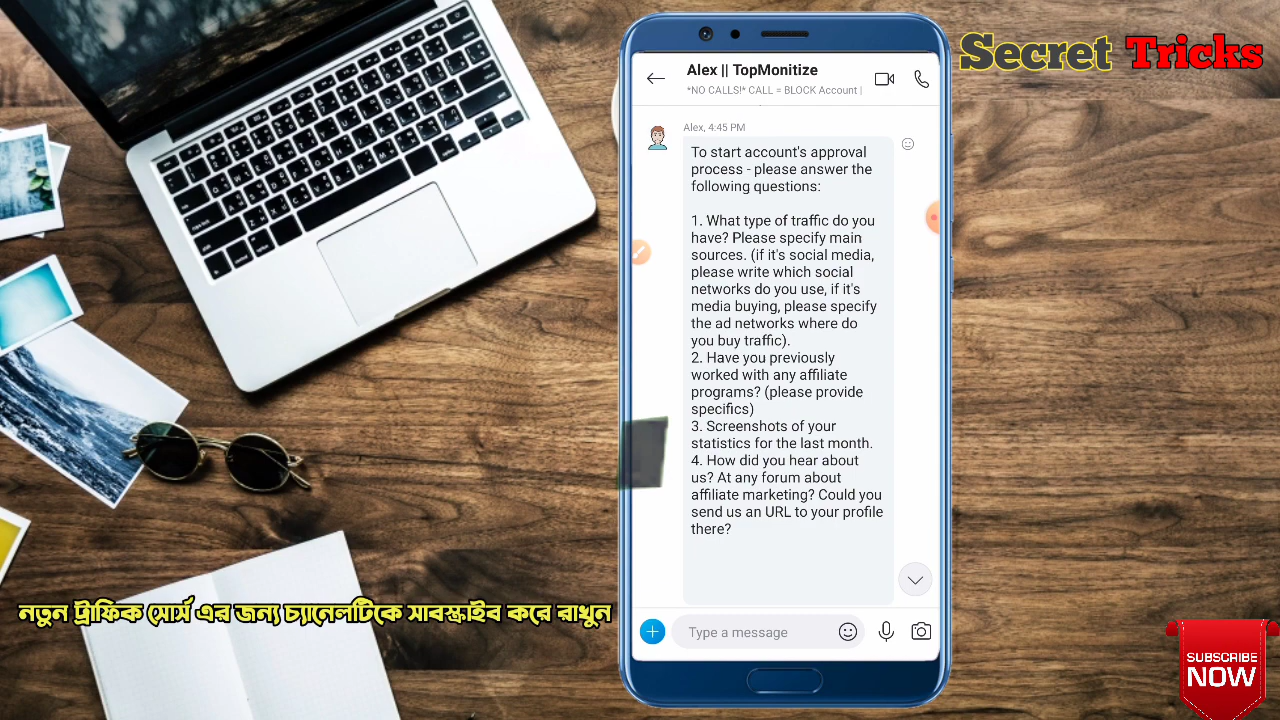 Secret Tricks
Alex || TopMonitize
*NO CALLS!* CALL = BLOCK Account |
Alex, 4:45 PM
To start account's approval
process - please answer the
following questions:
1. What type of traffic do you
have? Please specify main
sources. (if it's social media,
please write which social
networks do you use, if it's
media buying, please specify
the ad networks where do
you buy traffic).
2. Have you previously
worked with any affiliate
programs? (please provide
specifics)
3. Screenshots of your
statistics for the last month.
4. How did you hear about
us? At any forum about
affiliate marketing? Could you
send us an URL to your profile
there?
Type a message
নতুন ট্রাফিক সোর্স এর জন্য চ্যানেলটিকে সাবস্ক্রাইব করে রাখুন
SUBSCRIBE
NOW